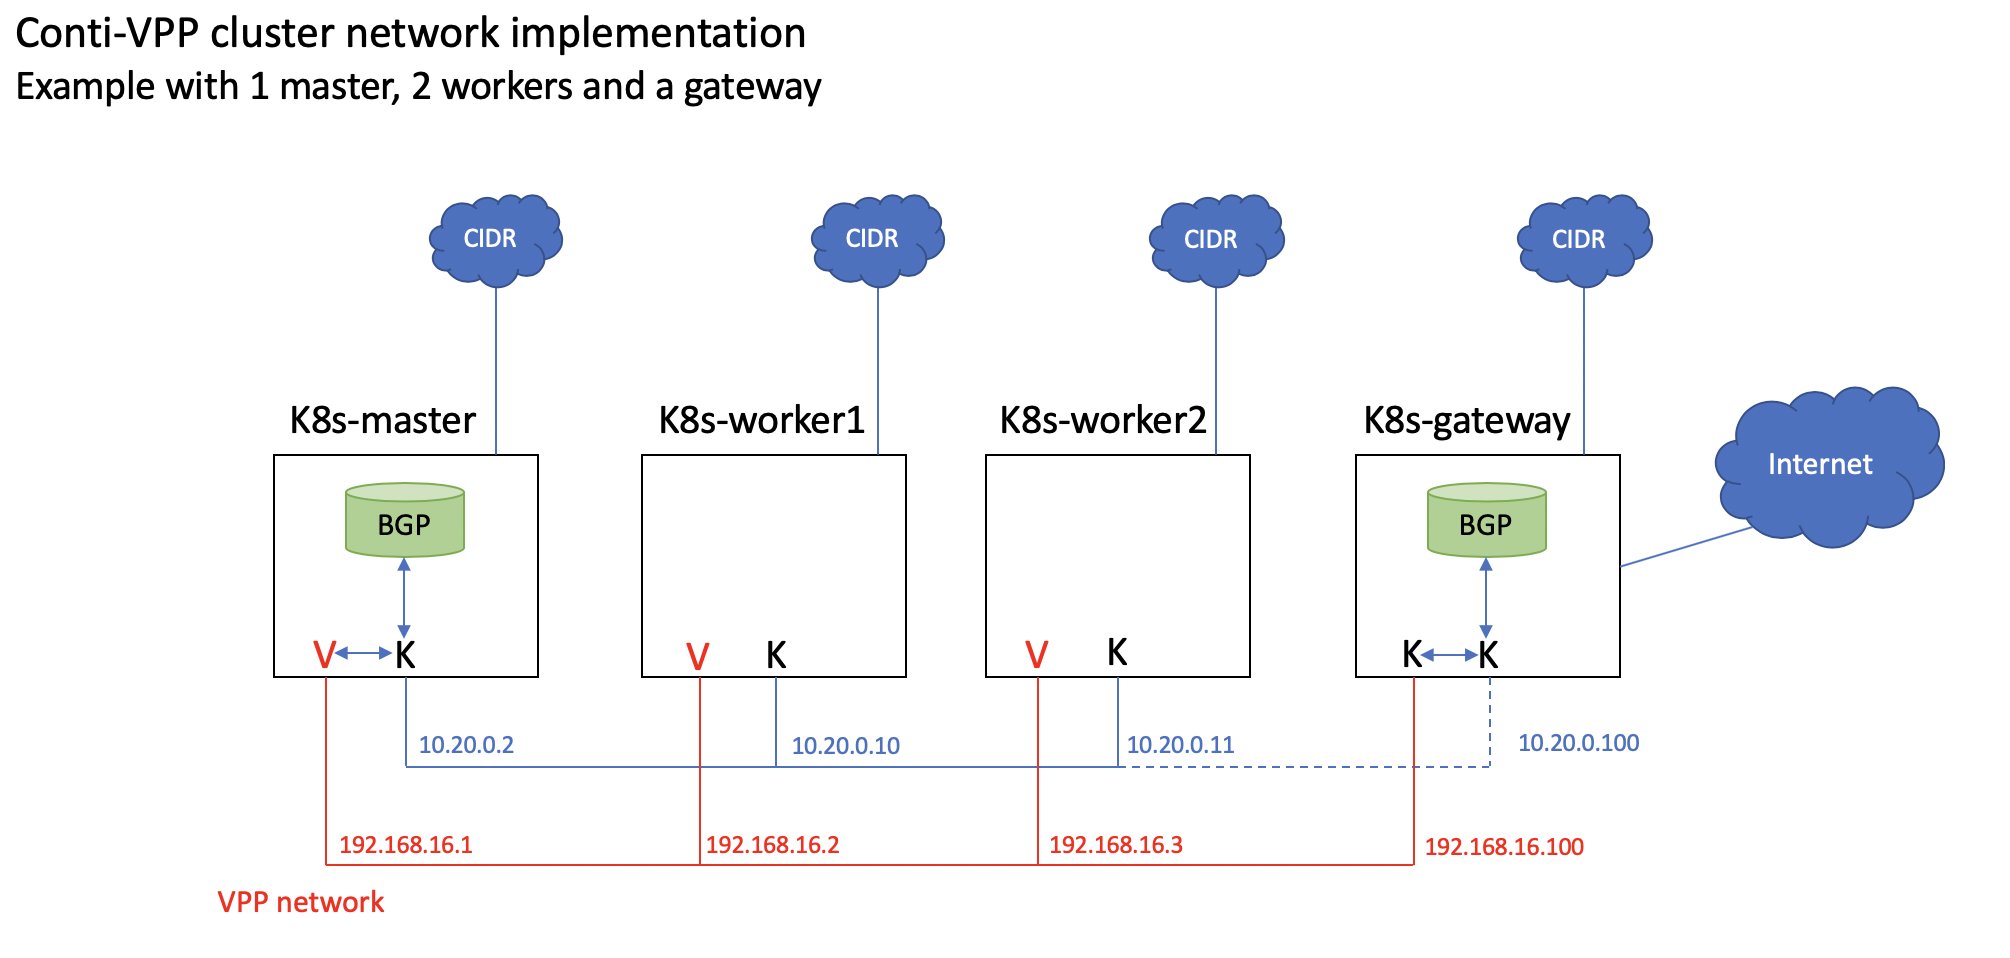 Conti-VPP cluster network implementation
Example with 1 master, 2 workers and a gateway
CIDR
CIDR
CIDR
CIDR
K8s-master
K8s-worker1
K8s-worker2
K8s-gateway
Internet
BGP
BGP
V
K
V
K
V
K
K
K
10.20.0.2
10.20.0.10
10.20.0.11
10.20.0.100
192.168.16.1
192.168.16.2
192.168.16.3
192.168.16.100
VPP network